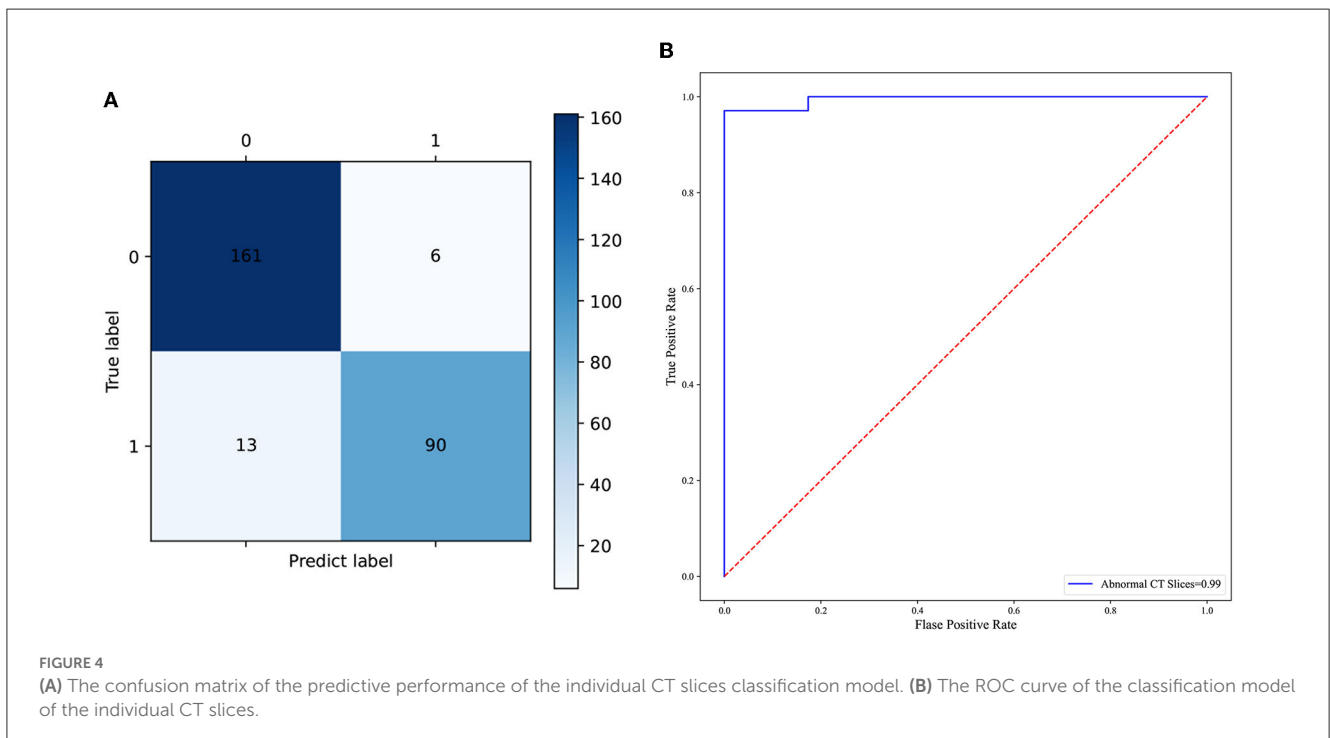 A
0 1
0
161 6
1
13 90
True label
Predict label
160
140
120
100
80
60
40
20
B
1.0
0.8
0.6
0.4
0.2
0.0
True Positive Rate
0.0 0.2 0.4 0.6 0.8 1.0
Flase Positive Rate
Abnormal CT Slices=0.99
FIGURE 4
(A) The confusion matrix of the predictive performance of the individual CT slices classification model. (B) The ROC curve of the classification model
of the individual CT slices.